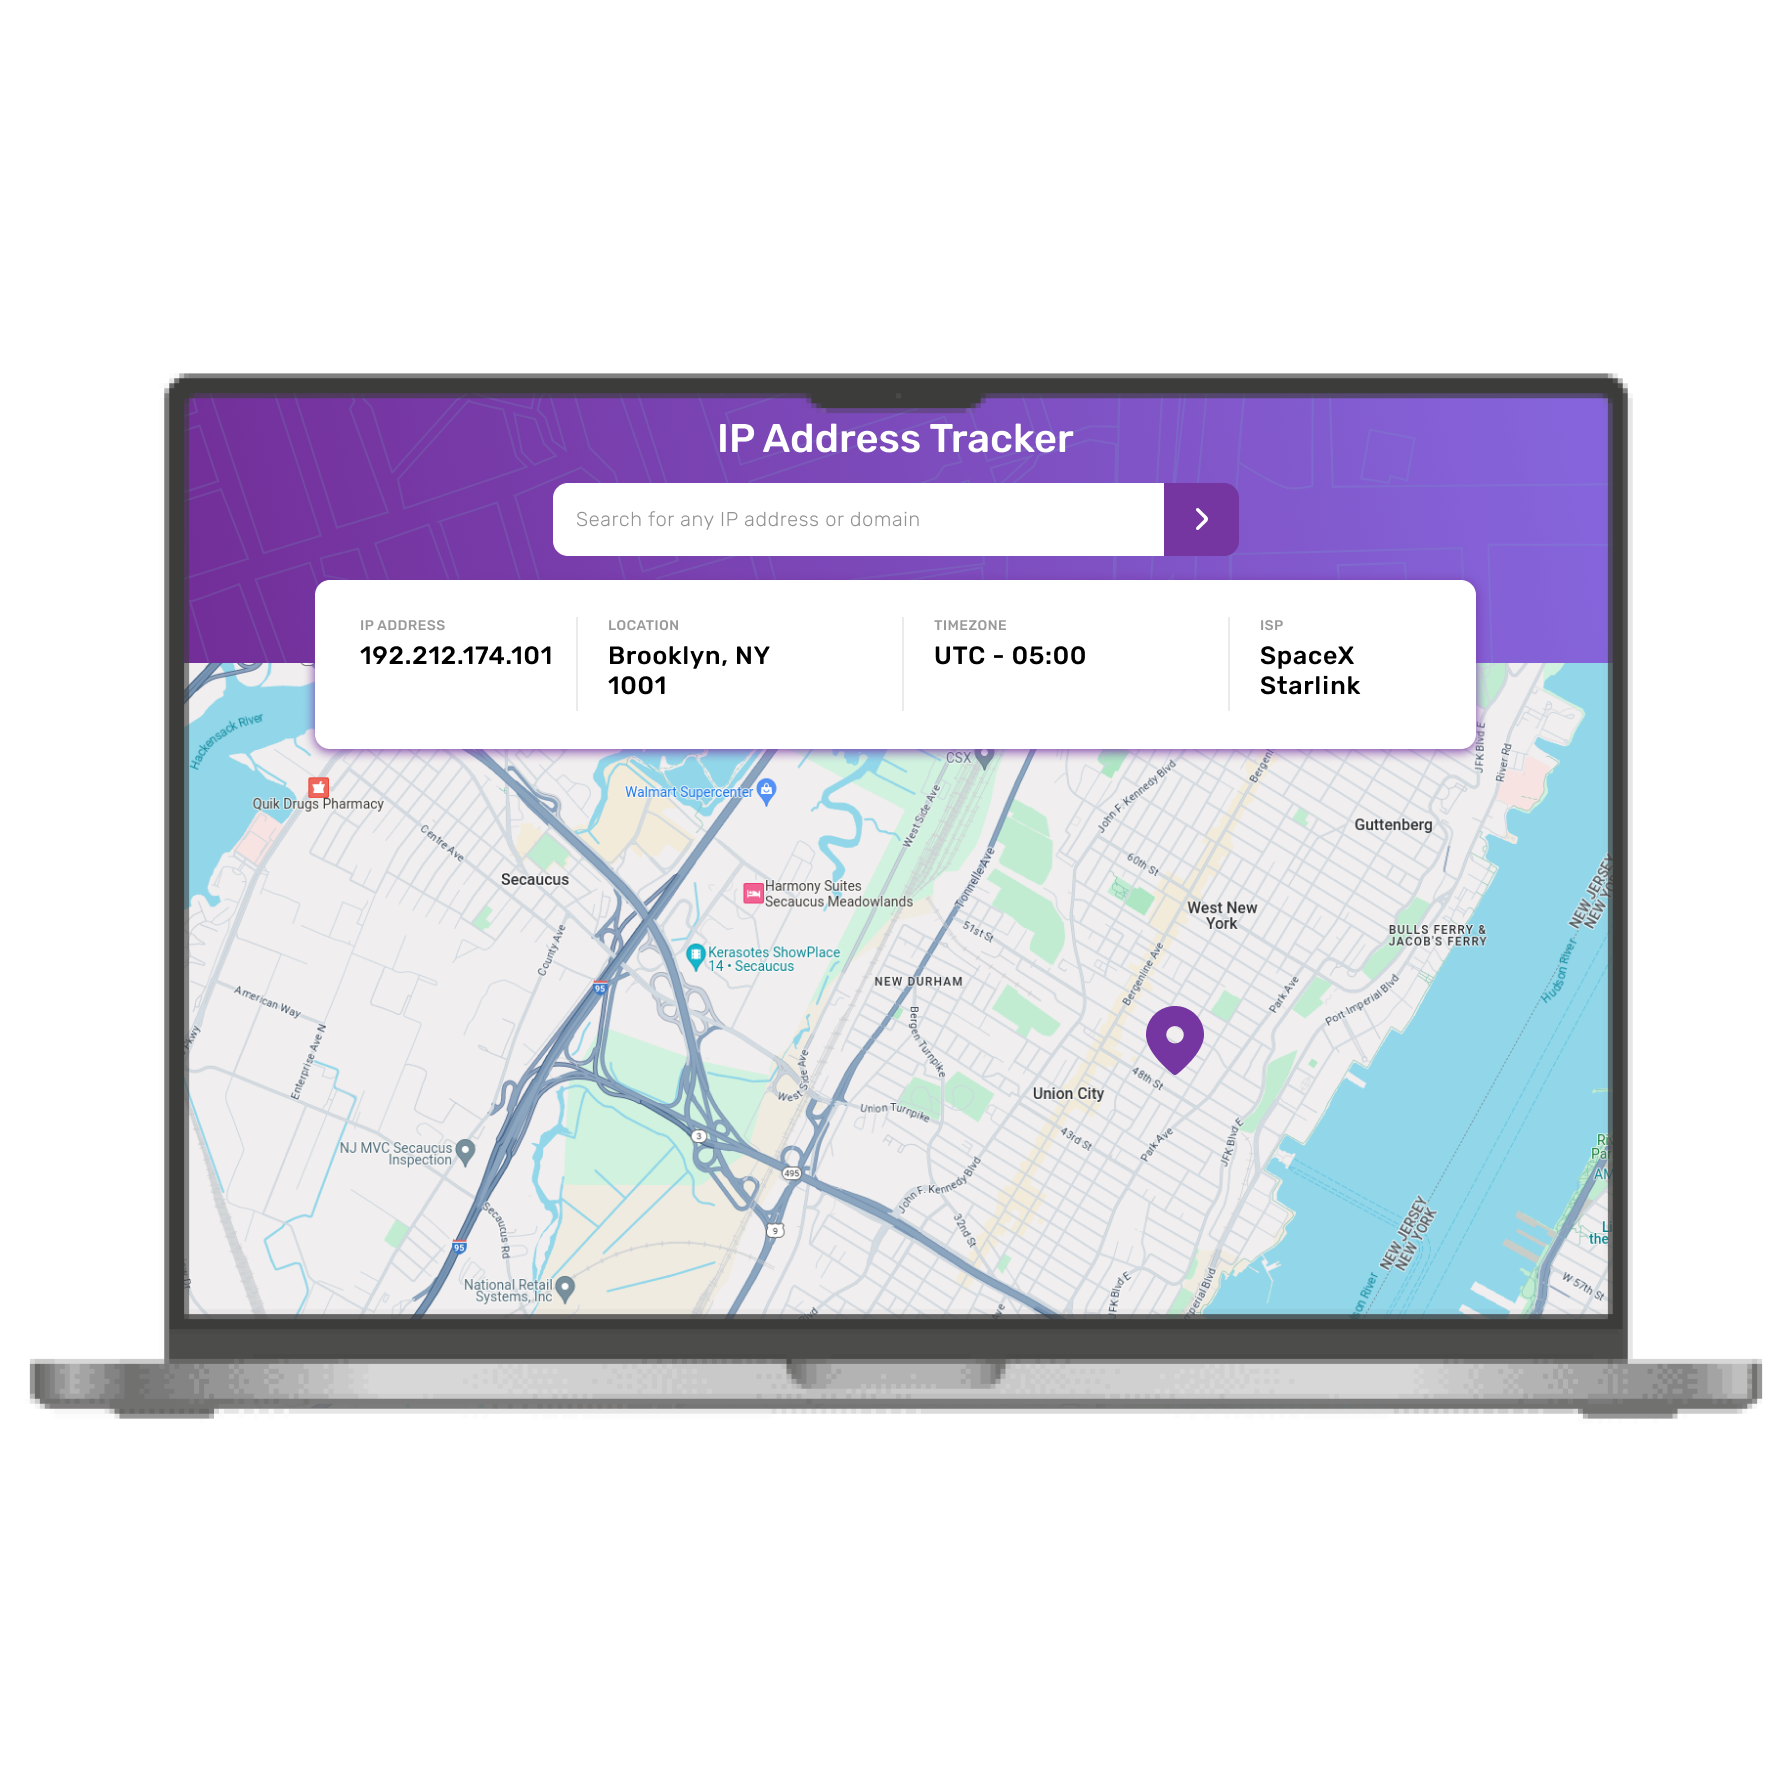 IP Address Tracker
Search for any IP address or domain
IP ADDRESS
192.212.174.101
LOCATION
Brooklyn, NY
1001
TIMEZONE
UTC - 05:00
ISP
SpaceX
Starlink
Hackensack River
Quik Drugs Pharmacy
Centre Ave
Secaucus
Walmart Supercenter
CSX
West Side Ave
John F. Kennedy Blvd
JFK Blvd E
River Rd
Guttenberg
60th St
Tonnelle Ave
Harmony Suites
Secaucus Meadowlands
51st St
West New
York
BULLS FERRY &
JACOB'S FERRY
NEW JERSEY
Hudson River
County Ave
Kerasotes ShowPlace
14 • Secaucus
95
NEW DURHAM
Bergenline Ave
Park Ave
Port Imperial Blvd
American Way
Enterprise Ave N
Bergen Turnpike
48th St
Union City
Union Turnpike
43rd St
Park Ave
JFK Blvd E
3
495
NJ MVC Secaucus
Inspection
John F. Kennedy Blvd
32nd St
9
Secaucus Rd
95
NEW JERSEY
NEW YORK
National Retail
Systems, Inc
JFK Blvd E
W 57th St